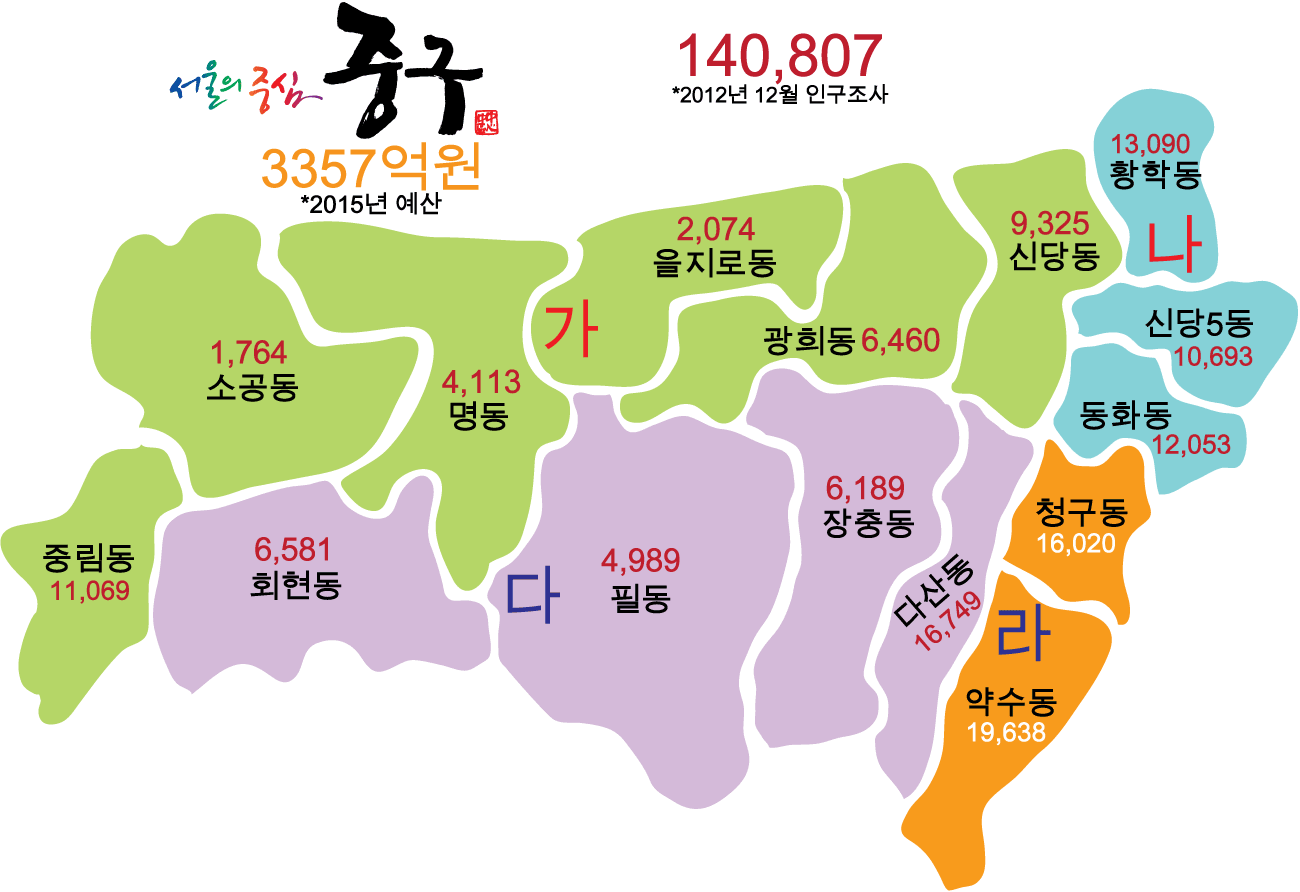 서울의 중심 중구
3357억원
*2015년 예산
140,807
*2012년 12월 인구조사
13,090
황학동
나
2,074
을지로동
9,325
신당동
가
신당5동
10,693
광희동 6,460
1,764
소공동
4,113
명동
동화동
12,053
6,189
장충동
청구동
16,020
중림동
11,069
6,581
회현동
다
4,989
필동
다산동
16,749
라
약수동
19,638